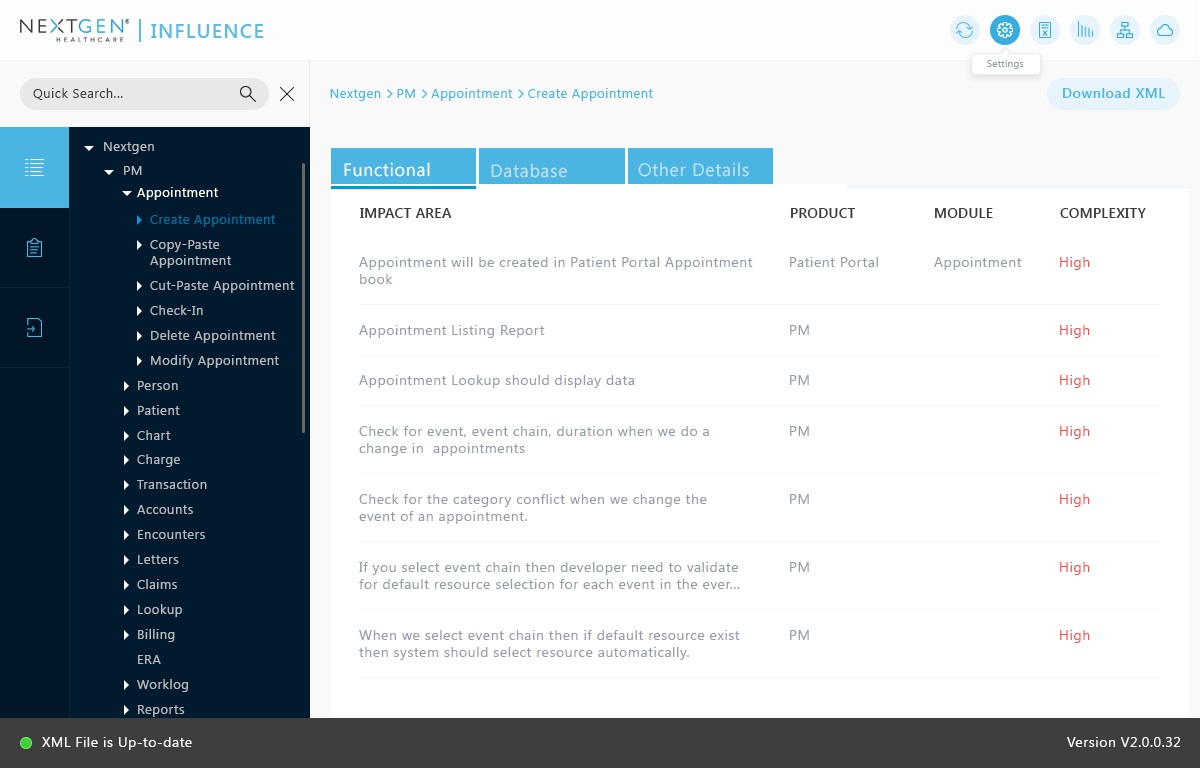 NEXTGEN® | INFLUENCE
HEALTHCARE
Settings
Quick Search...
Nextgen > PM > Appointment > Create Appointment
Download XML
Nextgen
PM
Appointment
Create Appointment
Copy-Paste
Appointment
Cut-Paste Appointment
Check-In
Delete Appointment
Modify Appointment
Person
Patient
Chart
Charge
Transaction
Accounts
Encounters
Letters
Claims
Lookup
Billing
ERA
Worklog
Reports
Functional Database Other Details
IMPACT AREA PRODUCT MODULE COMPLEXITY
Appointment will be created in Patient Portal Appointment Patient Portal Appointment High
book
Appointment Listing Report PM High
Appointment Lookup should display data PM High
Check for event, event chain, duration when we do a PM High
change in  appointments
Check for the category conflict when we change the PM High
event of an appointment.
If you select event chain then developer need to validate PM High
for default resource selection for each event in the ever...
When we select event chain then if default resource exist PM High
then system should select resource automatically.
XML File is Up-to-date
Version V2.0.0.32